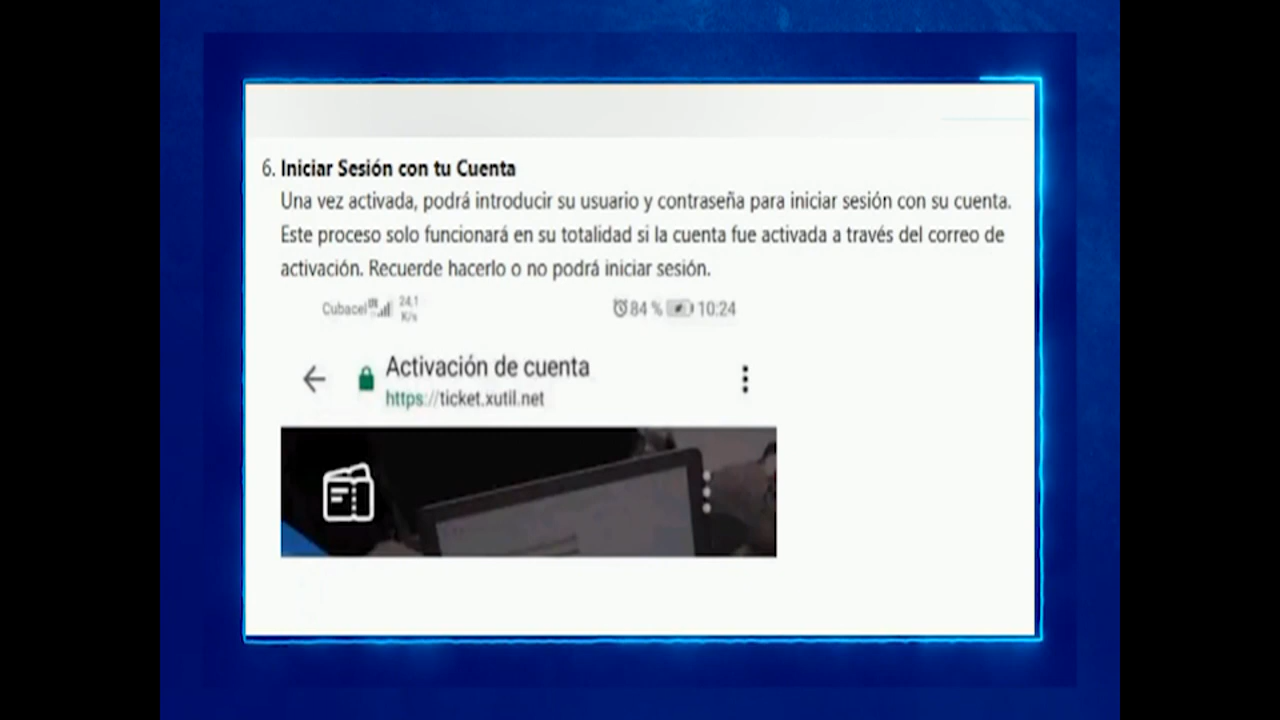 6. Iniciar Sesión con tu Cuenta
Una vez activada, podrá introducir su usuario y contraseña para iniciar sesión con su cuenta.
Este proceso solo funcionará en su totalidad si la cuenta fue activada a través del correo de
activación. Recuerde hacerlo o no podrá iniciar sesión.
Cubacel 24,1 K/s 84 % 10:24
Activación de cuenta
https://ticket.xutil.net